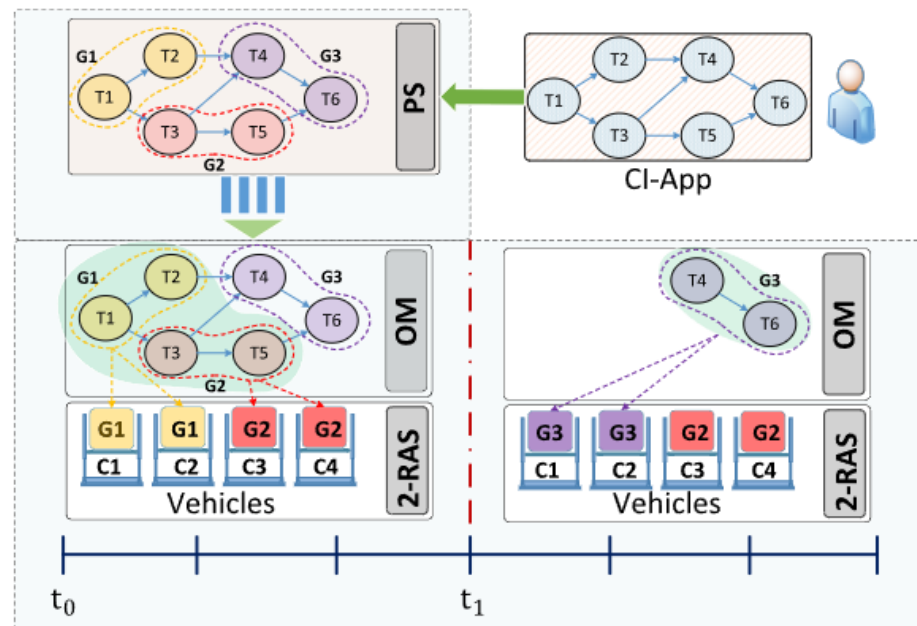 G1
T2
T4
G3
T1
T6
T3
T5
G2
PS
T2
T4
T1
T6
T3
T5
CI-App
G1
T2
T4
G3
T1
T6
T3
T5
G2
OM
G1
G1
G2
G2
C1
C2
C3
C4
Vehicles
2-RAS
T4
G3
T6
OM
G3
G3
G2
G2
C1
C2
C3
C4
Vehicles
2-RAS
t₀
t₁